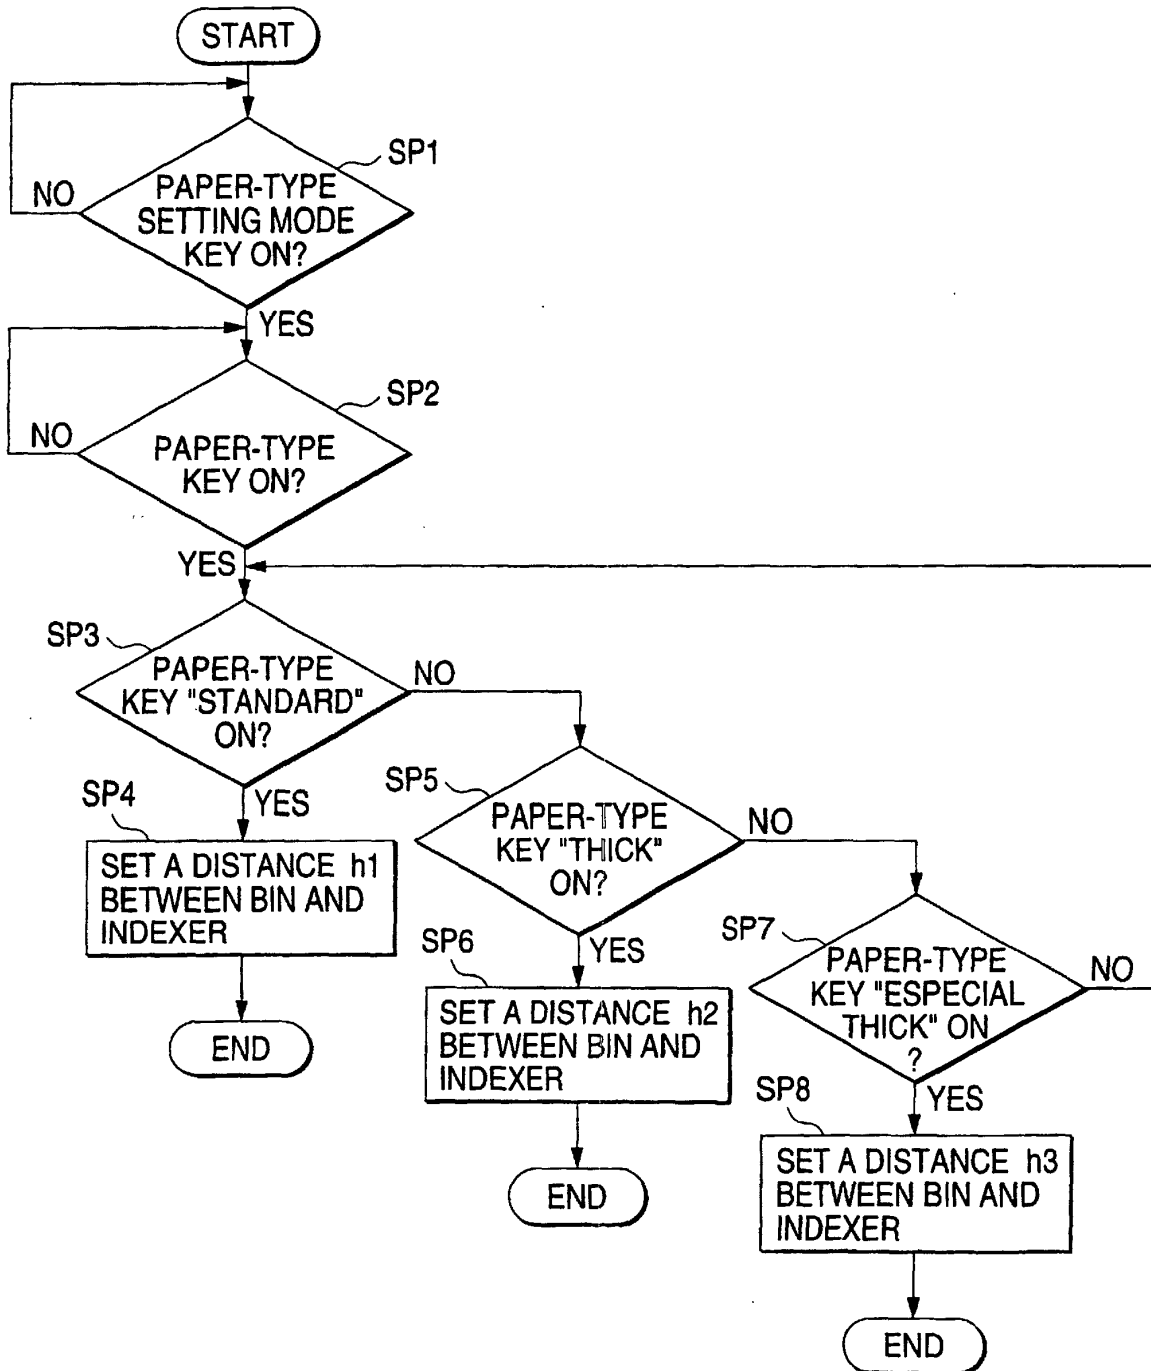 START
SP1
NO
PAPER-TYPE
SETTING MODE
KEY ON?
YES
SP2
NO
PAPER-TYPE
KEY ON?
YES
SP3
PAPER-TYPE
KEY "STANDARD"
ON?
NO
YES
SP4
SET A DISTANCE h1
BETWEEN BIN AND
INDEXER
END
SP5
PAPER-TYPE
KEY "THICK"
ON?
NO
YES
SP6
SET A DISTANCE h2
BETWEEN BIN AND
INDEXER
END
SP7
PAPER-TYPE
KEY "ESPECIAL
THICK" ON
?
NO
YES
SP8
SET A DISTANCE h3
BETWEEN BIN AND
INDEXER
END